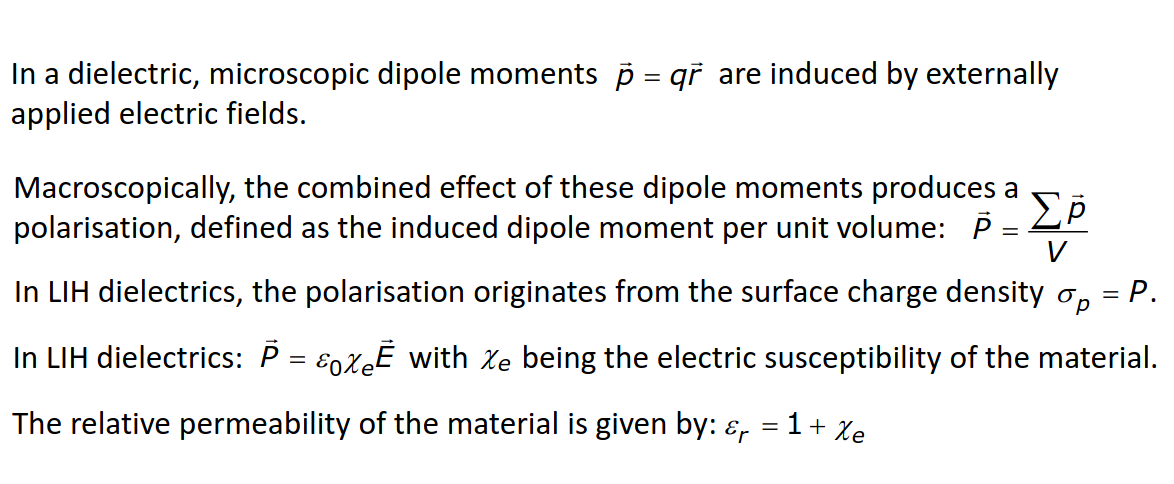 In a dielectric, microscopic dipole moments $\vec{p} = q\vec{r}$ are induced by externally
applied electric fields.
Macroscopically, the combined effect of these dipole moments produces a
polarisation, defined as the induced dipole moment per unit volume: $\vec{P} = \frac{\sum \vec{p}}{V}$
In LIH dielectrics, the polarisation originates from the surface charge density $\sigma_p = P$.
In LIH dielectrics: $\vec{P} = \varepsilon_0 \chi_e \vec{E}$ with $\chi_e$ being the electric susceptibility of the material.
The relative permeability of the material is given by: $\varepsilon_r = 1 + \chi_e$